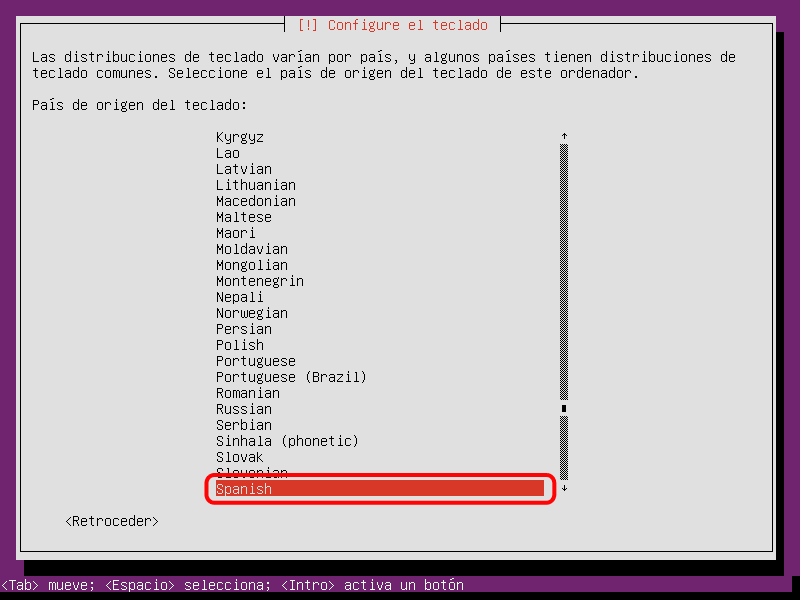 [!] Configure el teclado
Las distribuciones de teclado varían por país, y algunos países tienen distribuciones de
teclado comunes. Seleccione el país de origen del teclado de este ordenador.
País de origen del teclado:
Kyrgyz
Lao
Latvian
Lithuanian
Macedonian
Maltese
Maori
Moldavian
Mongolian
Montenegrin
Nepali
Norwegian
Persian
Polish
Portuguese
Portuguese (Brazil)
Romanian
Russian
Serbian
Sinhala (phonetic)
Slovak
Slovenian
Spanish
<Retroceder>
<Tab> mueve; <Espacio> selecciona; <Intro> activa un botón